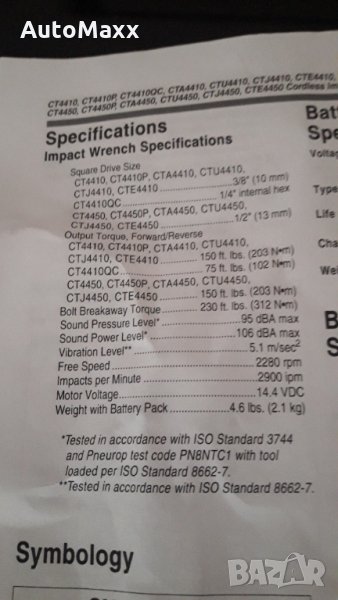 AutoMaxx
CT4410, CT4410P, CT4410QC, CTA4410, CTU4410, CTJ4410, CTE4410,
CT4450, CT4450P, CTA4450, CTU4450, CTJ4450, CTE4450 Cordless Im
Specifications
Impact Wrench Specifications
Square Drive Size
CT4410, CT4410P, CTA4410, CTU4410,
CTJ4410, CTE4410 3/8" (10 mm)
CT4410QC 1/4" internal hex
CT4450, CT4450P, CTA4450, CTU4450,
CTJ4450, CTE4450 1/2" (13 mm)
Output Torque, Forward/Reverse
CT4410, CT4410P, CTA4410, CTU4410,
CTJ4410, CTE4410 150 ft. lbs. (203 N•m)
CT4410QC 75 ft. lbs. (102 N•m)
CT4450, CT4450P, CTA4450, CTU4450,
CTJ4450, CTE4450 150 ft. lbs. (203 N•m)
Bolt Breakaway Torque 230 ft. lbs. (312 N•m)
Sound Pressure Level* 95 dBA max
Sound Power Level* 106 dBA max
Vibration Level** 5.1 m/sec²
Free Speed 2280 rpm
Impacts per Minute 2900 ipm
Motor Voltage 14.4 VDC
Weight with Battery Pack 4.6 lbs. (2.1 kg)
*Tested in accordance with ISO Standard 3744
and Pneurop test code PN8NTC1 with tool
loaded per ISO Standard 8662-7.
**Tested in accordance with ISO Standard 8662-7.
Symbology
Batt
Spe
Voltag
Type
Life
Cha
Wei
B
S
BAZAR.bg